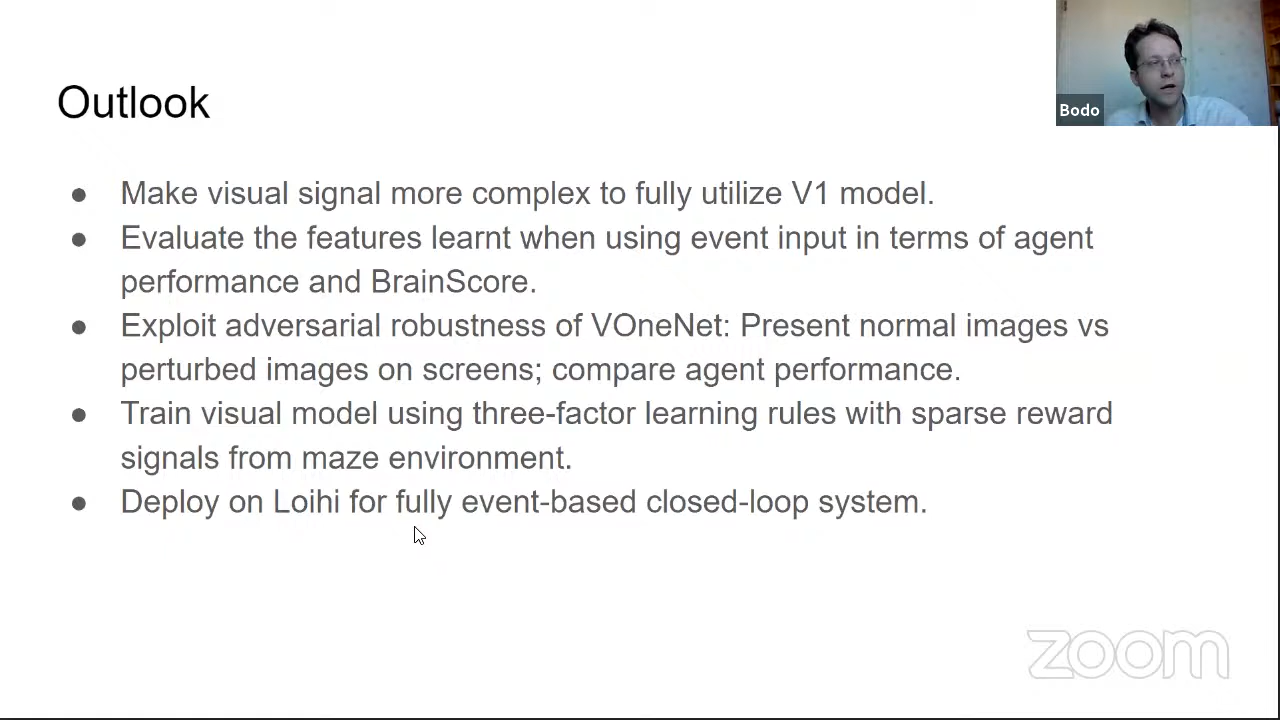 Outlook
Bodo
● Make visual signal more complex to fully utilize V1 model.
● Evaluate the features learnt when using event input in terms of agent
performance and BrainScore.
● Exploit adversarial robustness of VOneNet: Present normal images vs
perturbed images on screens; compare agent performance.
● Train visual model using three-factor learning rules with sparse reward
signals from maze environment.
● Deploy on Loihi for fully event-based closed-loop system.
zoom